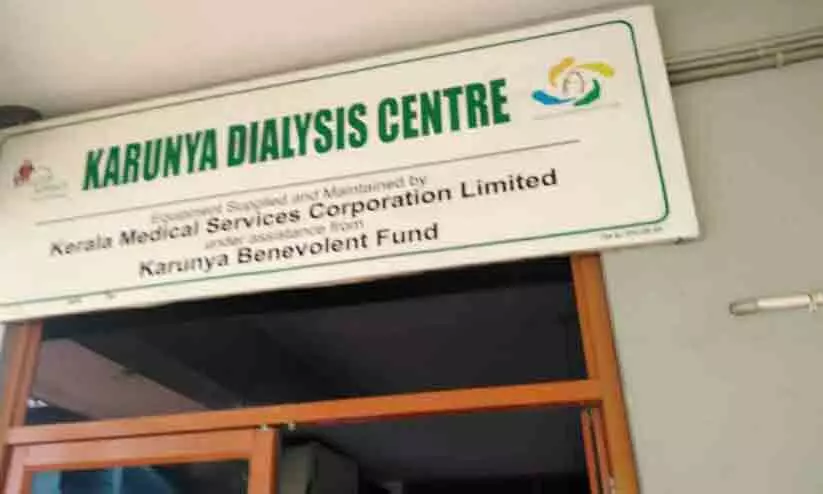 KARUNYA DIALYSIS CENTRE
Equipment Supplied and Maintained by
Kerala Medical Services Corporation Limited
under assistance from
Karunya Benevolent Fund